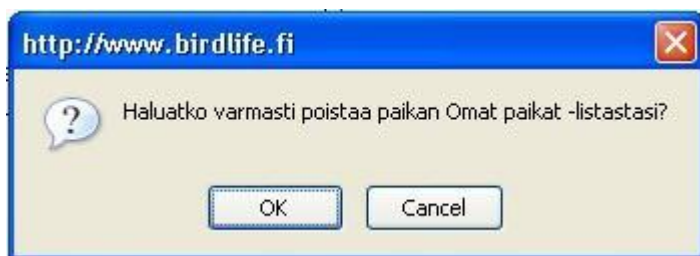 http://www.birdlife.fi
Haluatko varmasti poistaa paikan Omat paikat -listastasi?
OK
Cancel